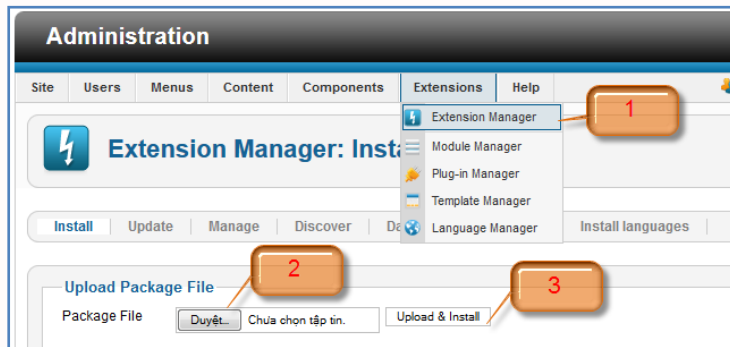 Administration
Site Users Menus Content Components Extensions Help
1
Extension Manager
Extension Manager: Insta
Module Manager
Plug-in Manager
Template Manager
Language Manager
Install Update Manage Discover Da Install languages
2
3
Upload Package File
Package File Duyệt... Chưa chọn tập tin. Upload & Install